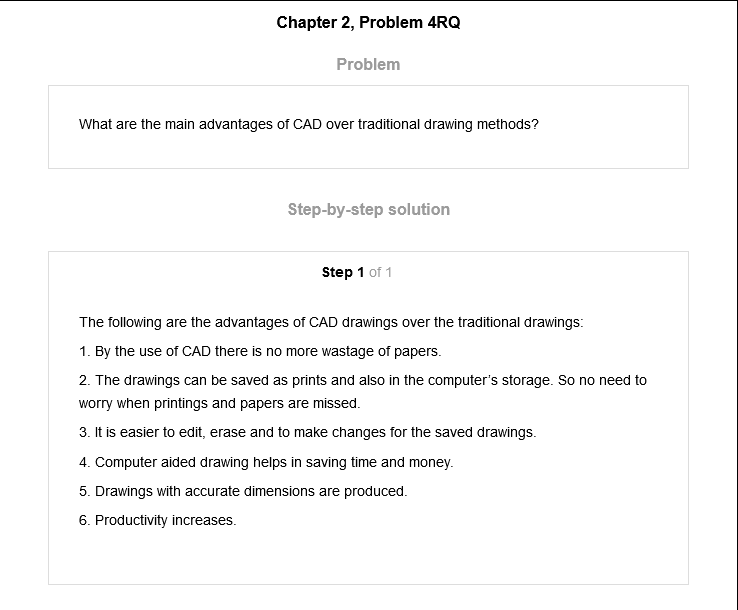 Chapter 2, Problem 4RQ
Problem
What are the main advantages of CAD over traditional drawing methods?
Step-by-step solution
Step 1 of 1
The following are the advantages of CAD drawings over the traditional drawings:
1. By the use of CAD there is no more wastage of papers.
2. The drawings can be saved as prints and also in the computer’s storage. So no need to
worry when printings and papers are missed.
3. It is easier to edit, erase and to make changes for the saved drawings.
4. Computer aided drawing helps in saving time and money.
5. Drawings with accurate dimensions are produced.
6. Productivity increases.